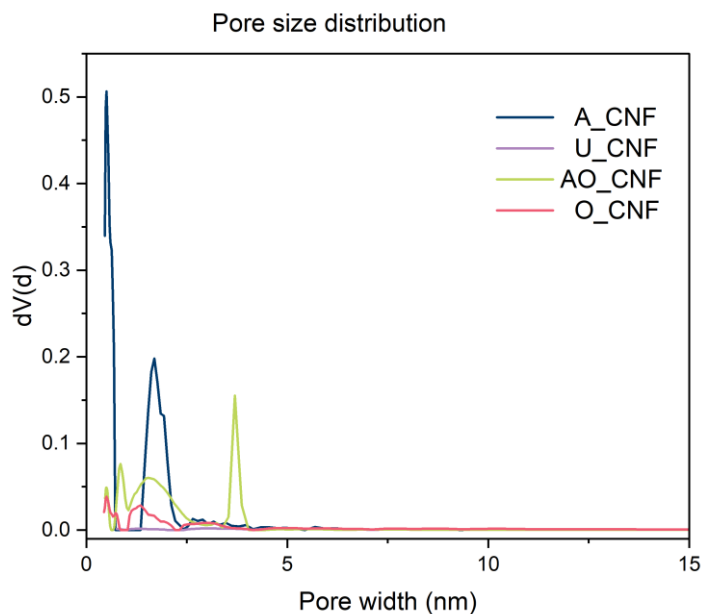 Pore size distribution
A_CNF
U_CNF
AO_CNF
O_CNF
dV(d)
0.5
0.4
0.3
0.2
0.1
0.0
0
5
10
15
Pore width (nm)